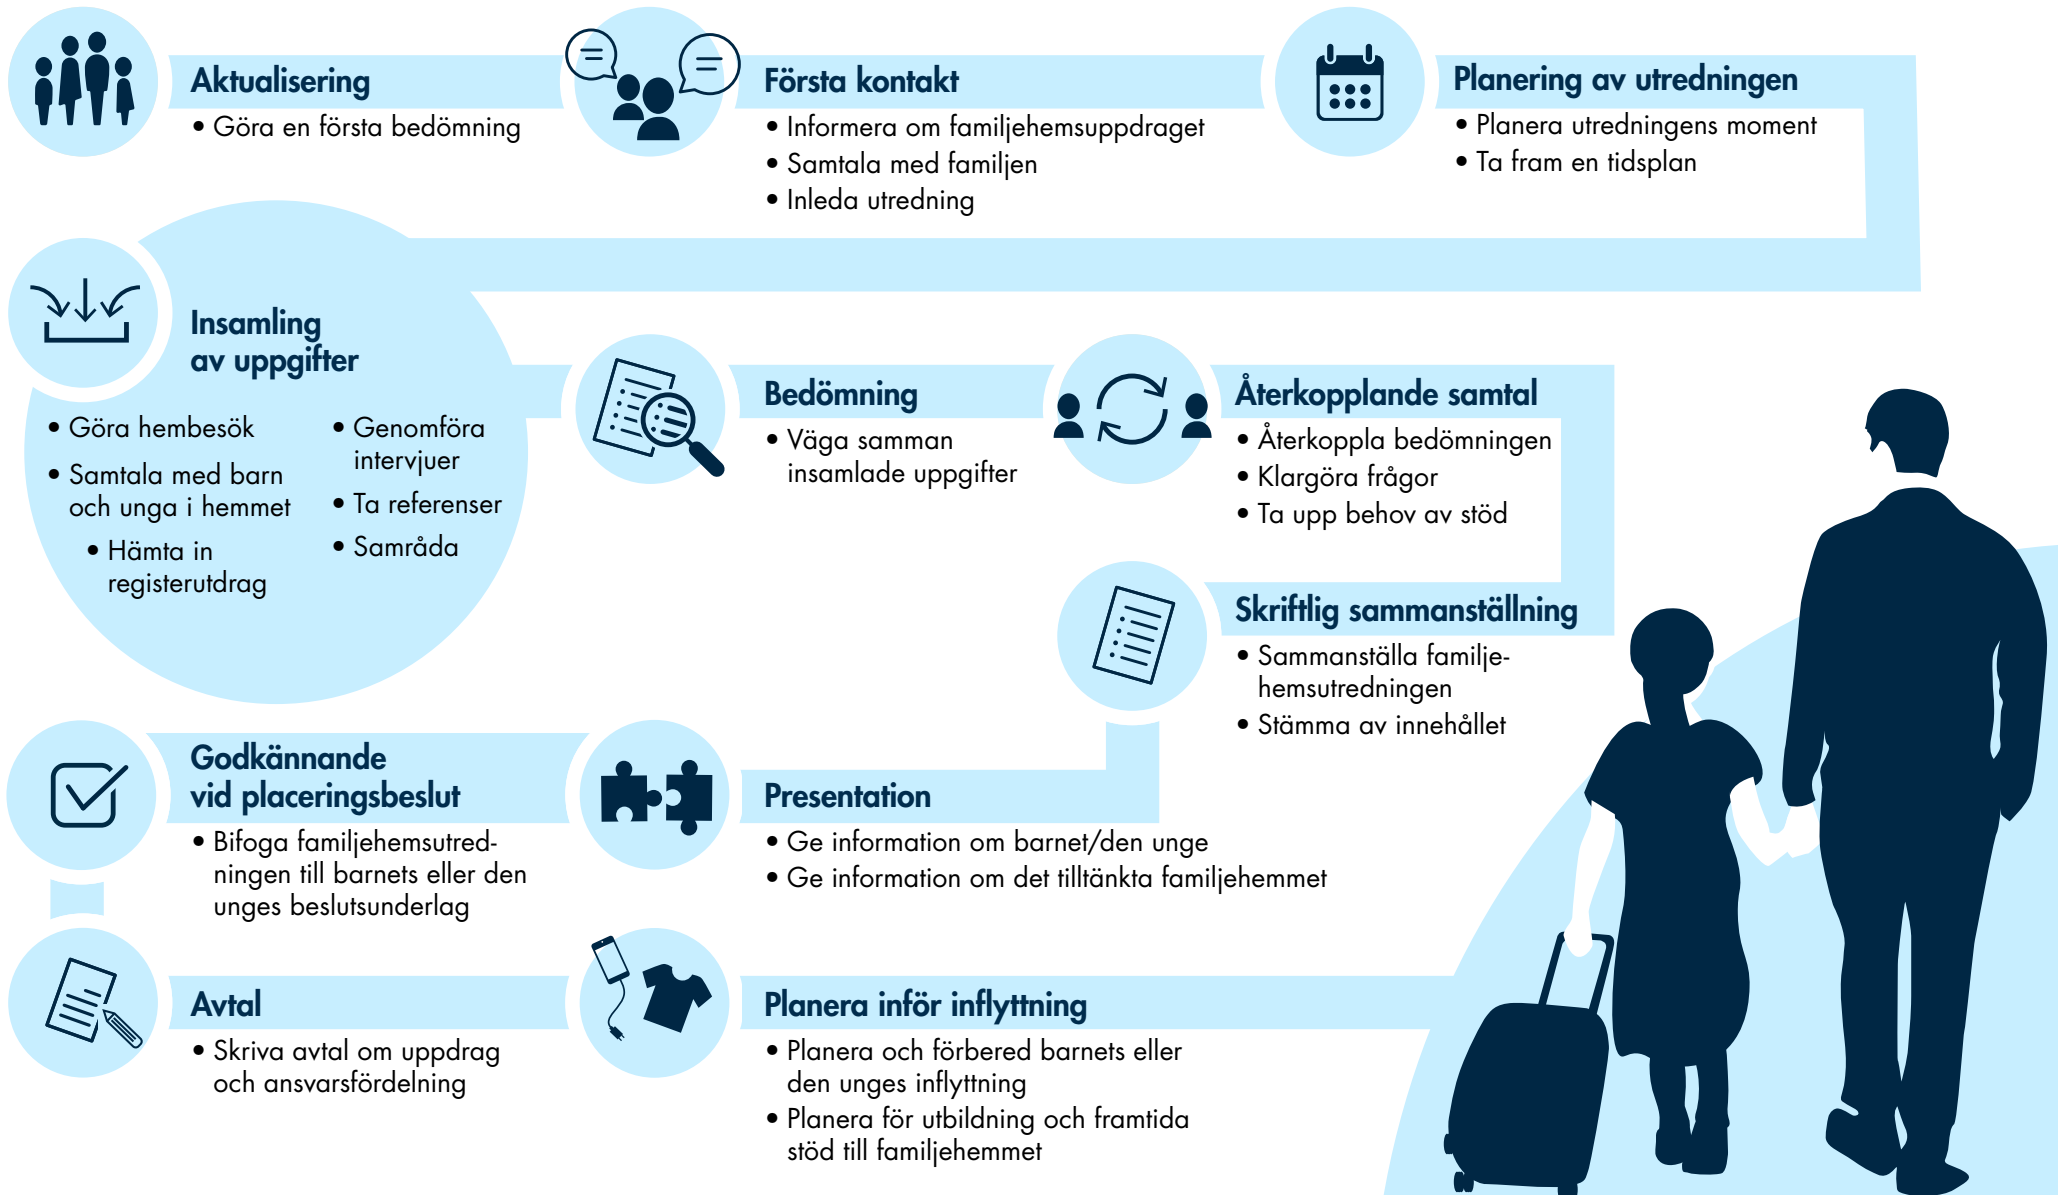 Aktualisering
• Göra en första bedömning
Första kontakt
• Informera om familjehemsuppdraget
• Samtala med familjen
• Inleda utredning
Planering av utredningen
• Planera utredningens moment
• Ta fram en tidsplan
Insamling
av uppgifter
• Göra hembesök
• Samtala med barn
och unga i hemmet
• Hämta in
registerutdrag
• Genomföra
intervjuer
• Ta referenser
• Samråda
Bedömning
• Väga samman
insamlade uppgifter
Återkopplande samtal
• Återkoppla bedömningen
• Klargöra frågor
• Ta upp behov av stöd
Skriftlig sammanställning
• Sammanställa familje-
hemsutredningen
• Stämma av innehållet
Presentation
• Ge information om barnet/den unge
• Ge information om det tilltänkta familjehemmet
Godkännande
vid placeringsbeslut
• Bifoga familjehemsutred-
ningen till barnets eller den
unges beslutsunderlag
Avtal
• Skriva avtal om uppdrag
och ansvarsfördelning
Planera inför inflyttning
• Planera och förbered barnets eller
den unges inflyttning
• Planera för utbildning och framtida
stöd till familjehemmet